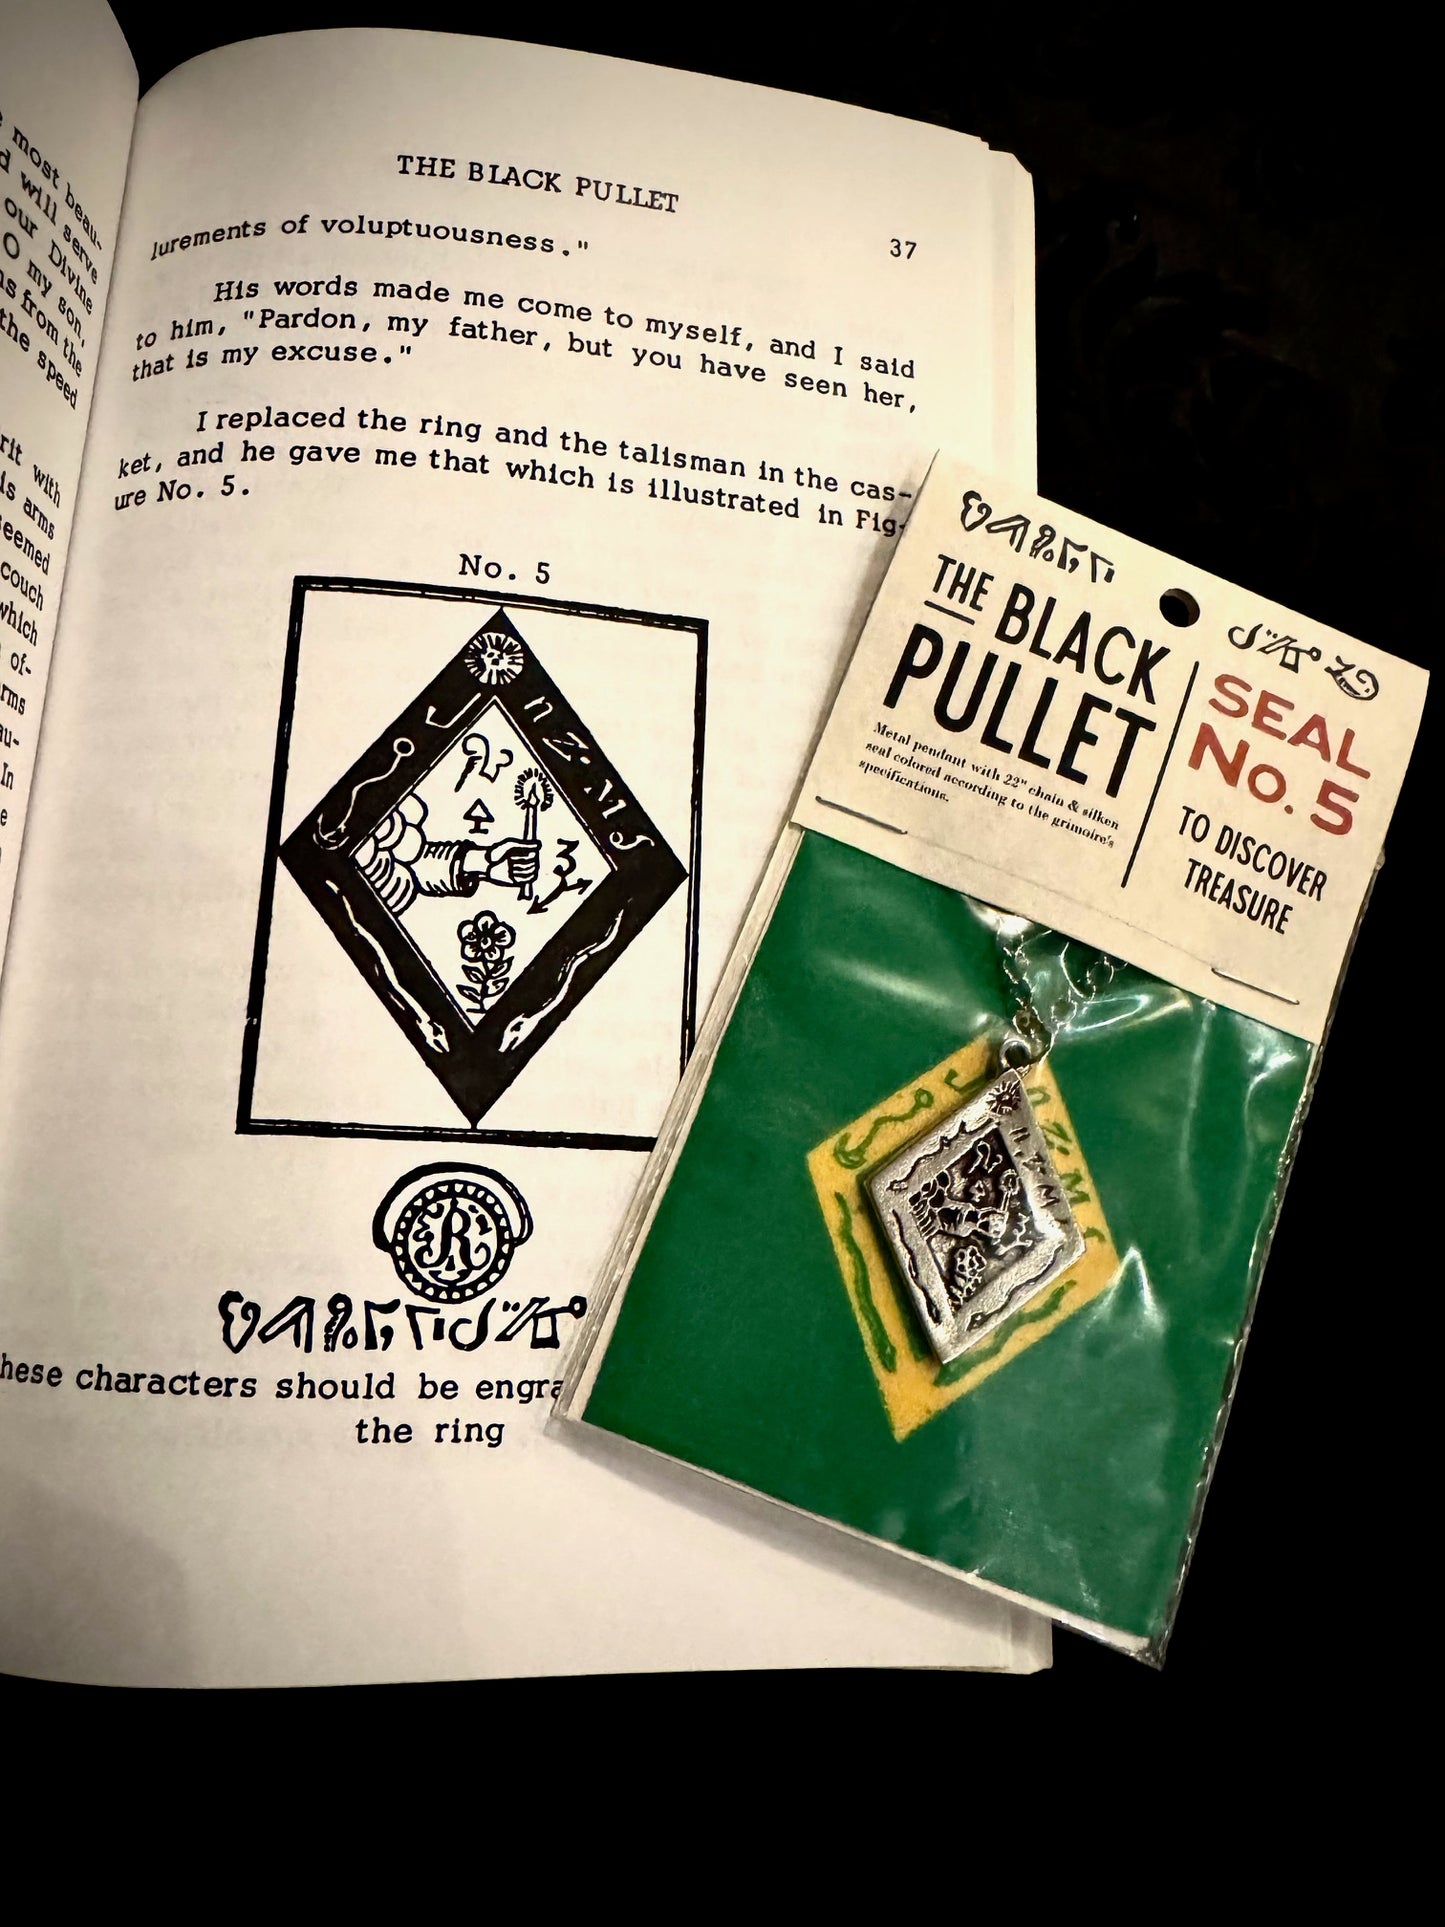 most beau-
will serve
our Divine
O my son,
from the
the speed
with
arms
seemed
couch
which
of-
In
THE BLACK PULLET
37
lurements of voluptuousness."
His words made me come to myself, and I said
to him, "Pardon, my father, but you have seen her,
that is my excuse."
I replaced the ring and the talisman in the cas-
ket, and he gave me that which is illustrated in Fig-
ure No. 5.
No. 5
3
R
hese characters should be engra
the ring
THE BLACK
PULLET
Metal pendant with 22" chain & silken
seal colored according to the grimoire's
specifications.
SEAL
No. 5
TO DISCOVER
TREASURE